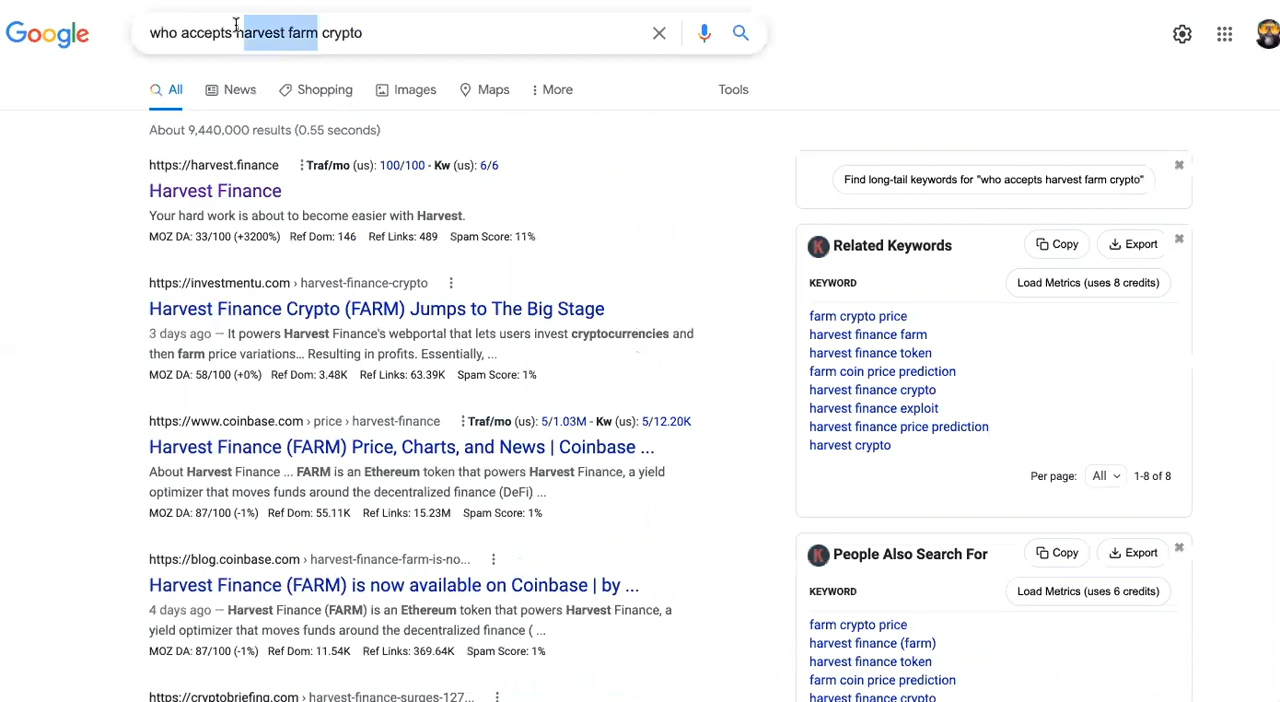 Google
who accepts harvest farm crypto
All
News
Shopping
Images
Maps
More
Tools
About 9,440,000 results (0.55 seconds)
https://harvest.finance Traf/mo (us): 100/100 - Kw (us): 6/6
Harvest Finance
Your hard work is about to become easier with Harvest.
MOZ DA: 33/100 (+3200%) Ref Dom: 146 Ref Links: 489 Spam Score: 11%
https://investmentu.com › harvest-finance-crypto
Harvest Finance Crypto (FARM) Jumps to The Big Stage
3 days ago — It powers Harvest Finance's webportal that lets users invest cryptocurrencies and
then farm price variations... Resulting in profits. Essentially, ...
MOZ DA: 58/100 (+0%) Ref Dom: 3.48K Ref Links: 63.39K Spam Score: 1%
https://www.coinbase.com › price › harvest-finance Traf/mo (us): 5/1.03M - Kw (us): 5/12.20K
Harvest Finance (FARM) Price, Charts, and News | Coinbase ...
About Harvest Finance ... FARM is an Ethereum token that powers Harvest Finance, a yield
optimizer that moves funds around the decentralized finance (DeFi) ...
MOZ DA: 87/100 (-1%) Ref Dom: 55.11K Ref Links: 15.23M Spam Score: 1%
https://blog.coinbase.com › harvest-finance-farm-is-no...
Harvest Finance (FARM) is now available on Coinbase | by ...
4 days ago — Harvest Finance (FARM) is an Ethereum token that powers Harvest Finance, a
yield optimizer that moves funds around the decentralized finance ( ...
MOZ DA: 87/100 (-1%) Ref Dom: 11.54K Ref Links: 369.64K Spam Score: 1%
https://cryptobriefing.com › harvest-finance-surges-127...
Find long-tail keywords for "who accepts harvest farm crypto"
K Related Keywords
Copy
Export
KEYWORD
Load Metrics (uses 8 credits)
farm crypto price
harvest finance farm
harvest finance token
farm coin price prediction
harvest finance crypto
harvest finance exploit
harvest finance price prediction
harvest crypto
Per page: All 1-8 of 8
K People Also Search For
Copy
Export
KEYWORD
Load Metrics (uses 6 credits)
farm crypto price
harvest finance (farm)
harvest finance token
farm coin price prediction
harvest finance crypto